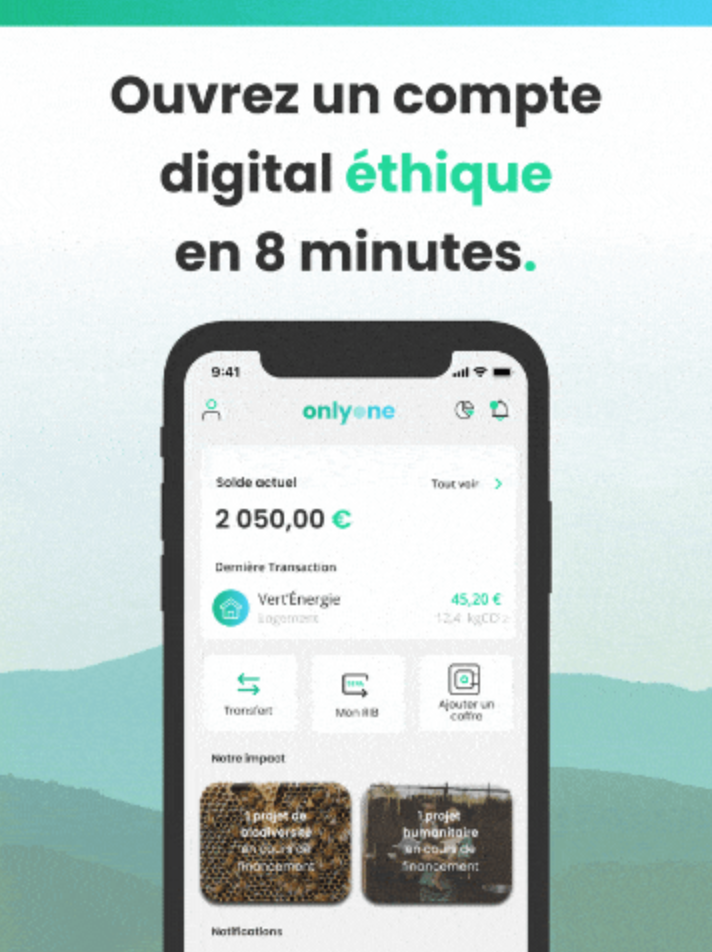 Ouvrez un compte
digital éthique
en 8 minutes.
9:41
onlyone
Solde actuel
Tout voir
2 050,00 €
Dernière Transaction
Vert'Énergie
45,20 €
Logement
12,4 kgCO2
Transfert
Mon RIB
Ajouter un
coffre
Notre impact
1 projet de
biodiversité
en cours de
financement
1 projet
humanitaire
en cours de
financement
Notifications